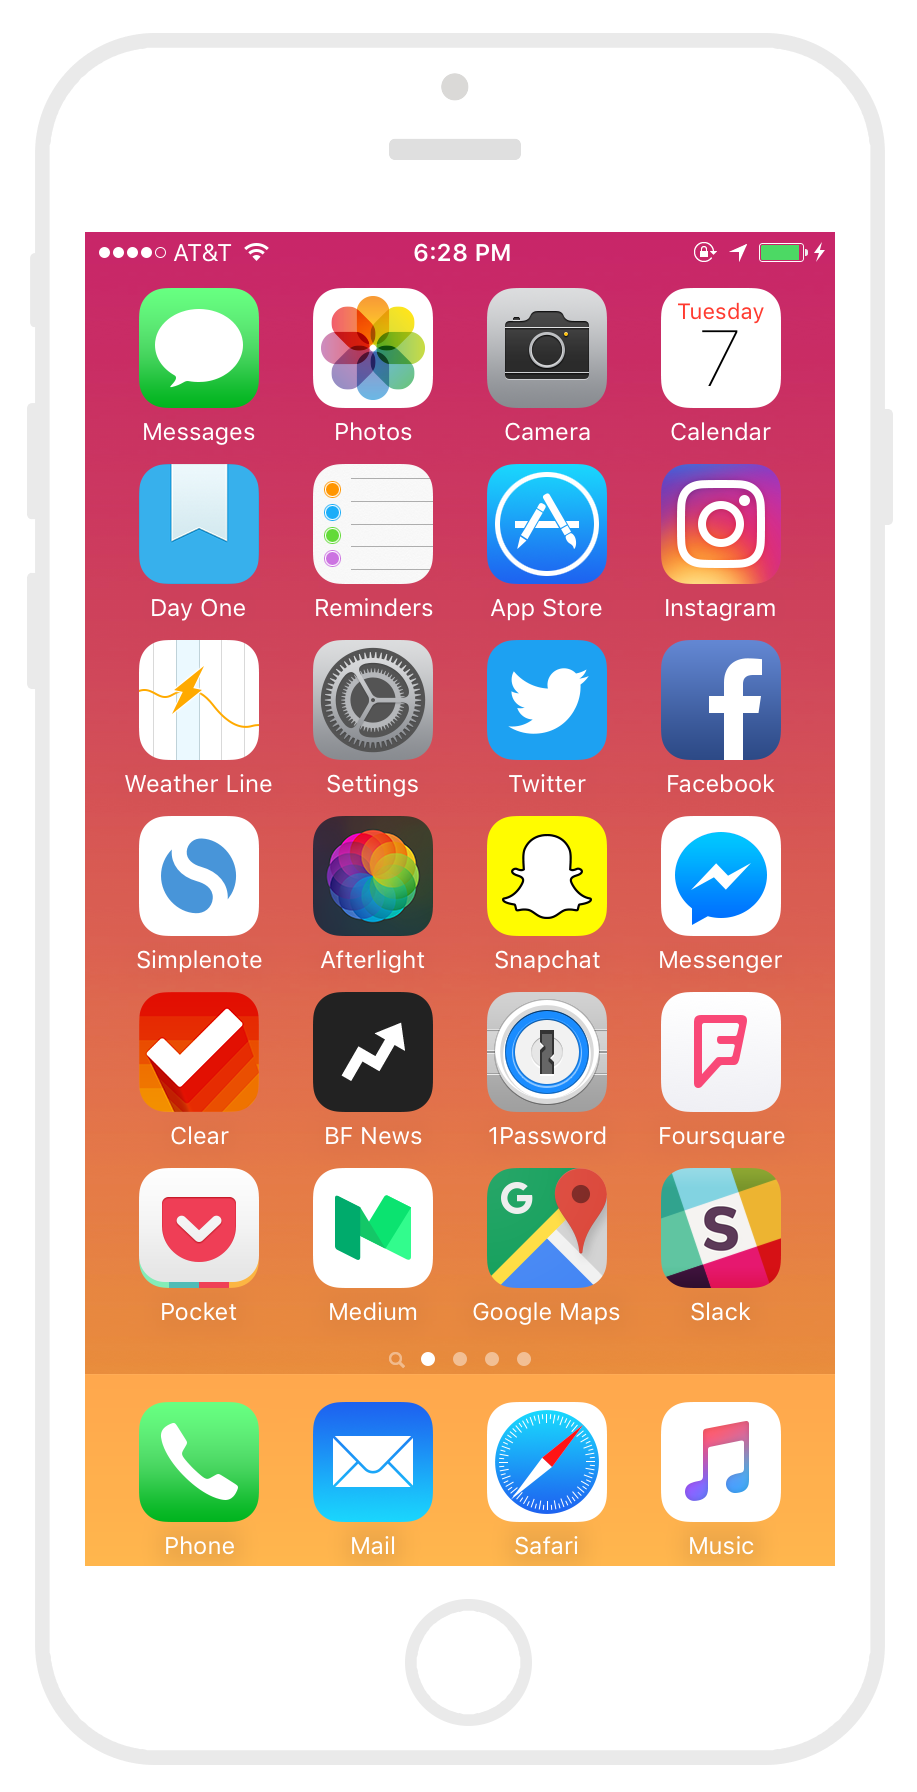 AT&T 6:28 PM
Tuesday
7
Messages Photos Camera Calendar
Day One Reminders App Store Instagram
Weather Line Settings Twitter Facebook
Simplenote Afterlight Snapchat Messenger
Clear BF News 1Password Foursquare
G S
Pocket Medium Google Maps Slack
Phone Mail Safari Music